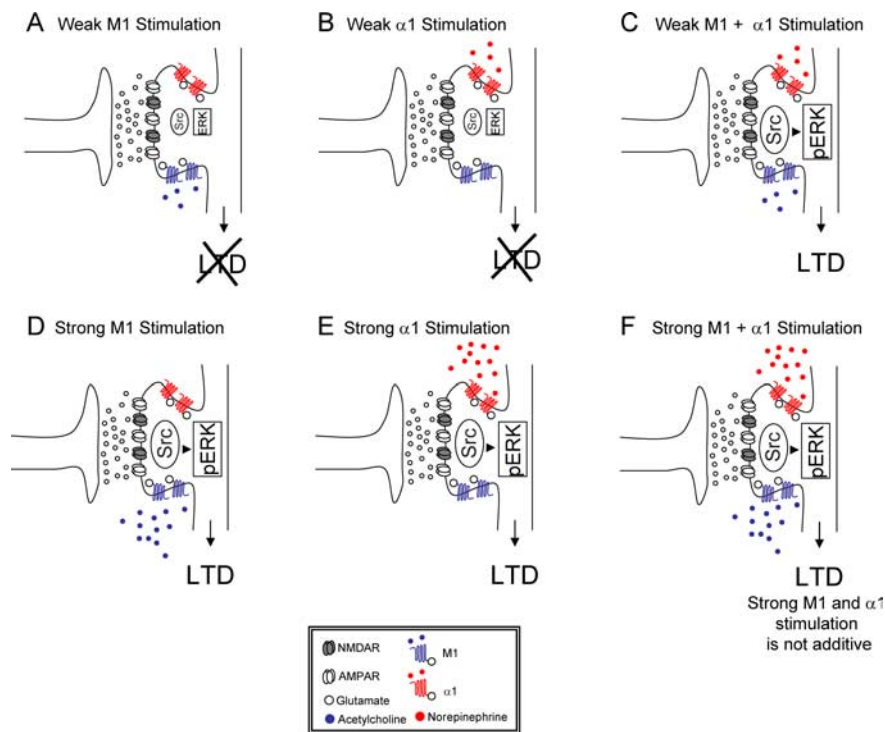 A Weak M1 Stimulation
B Weak α1 Stimulation
C Weak M1 + α1 Stimulation
Src
ERK
Src
ERK
Src
pERK
LTD
LTD
LTD
D Strong M1 Stimulation
E Strong α1 Stimulation
F Strong M1 + α1 Stimulation
Src
pERK
Src
pERK
Src
pERK
LTD
LTD
LTD
Strong M1 and α1
stimulation
is not additive
NMDAR
M1
AMPAR
α1
Glutamate
Acetylcholine
Norepinephrine